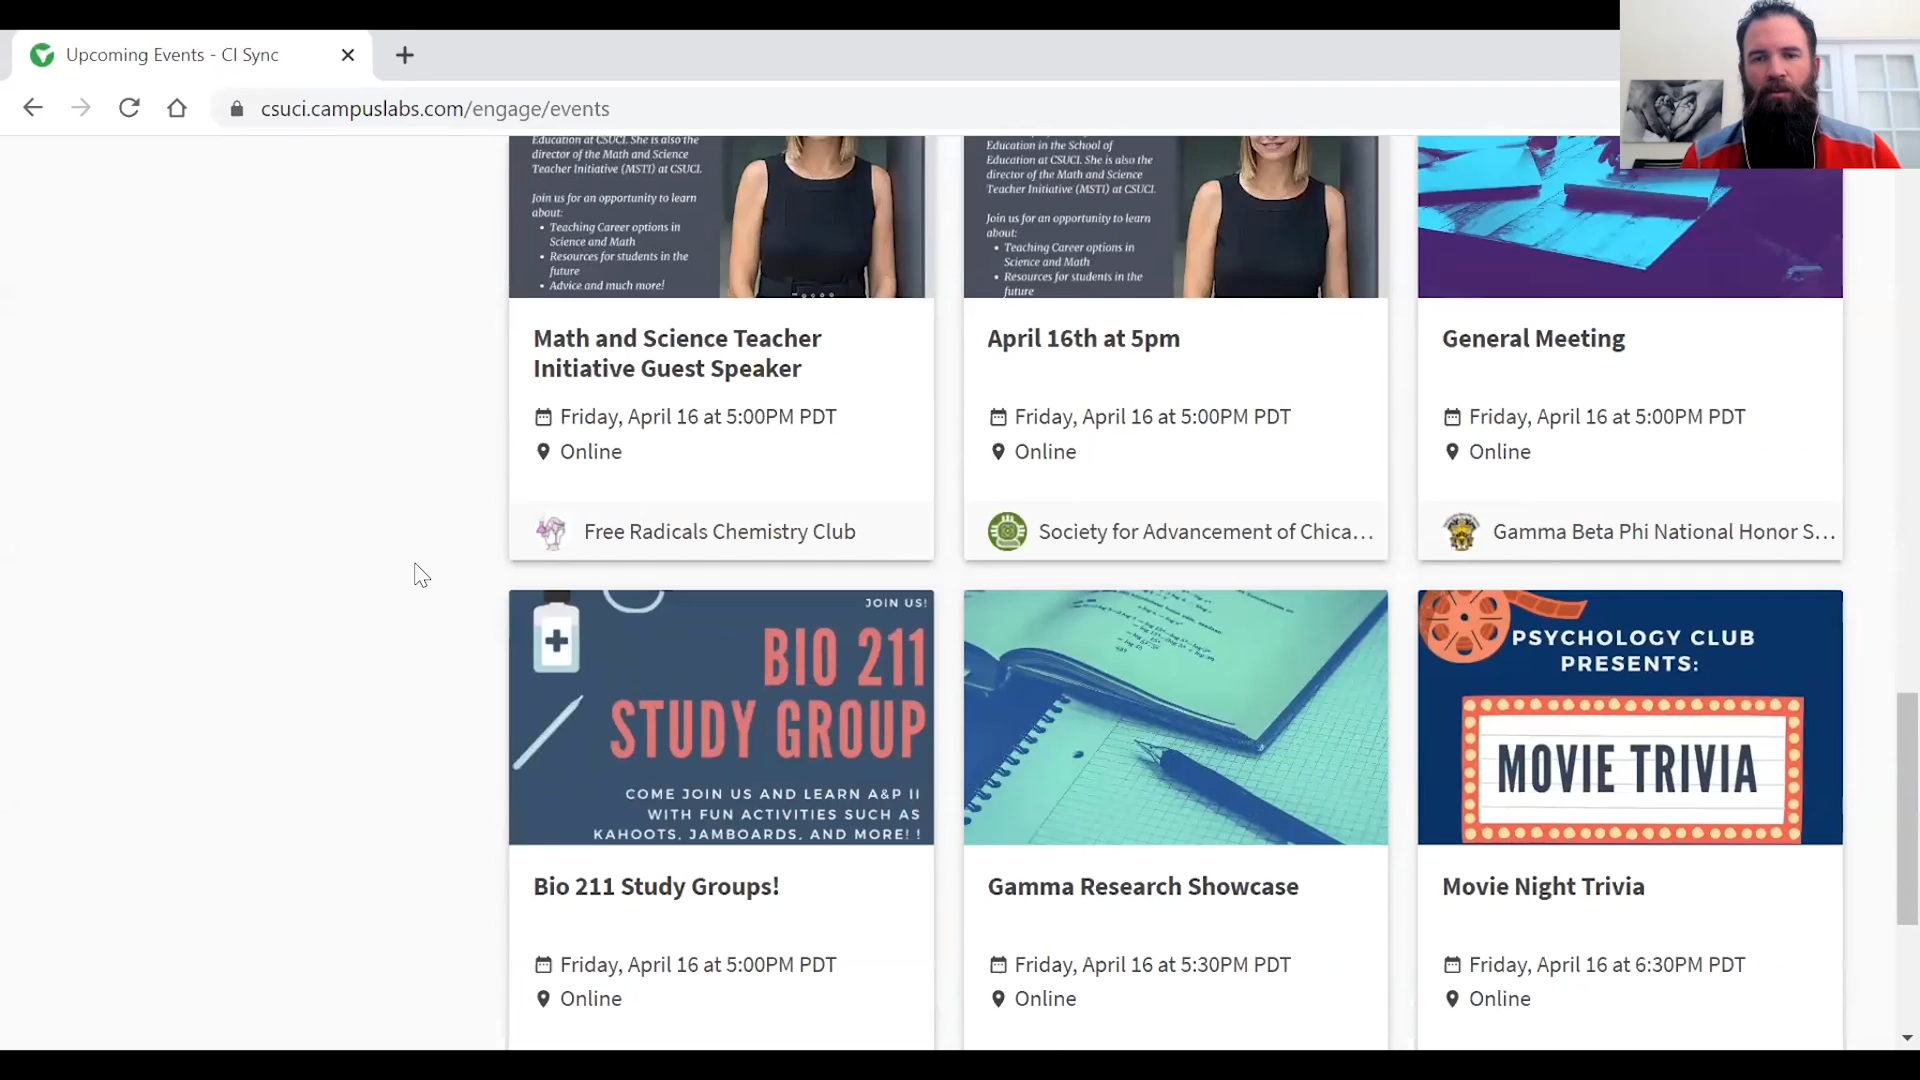 Upcoming Events - CI Sync
csuci.campuslabs.com/engage/events
Education at CSUCI. She is also the
director of the Math and Science
Teacher Initiative (MSTI) at CSUCI.
Join us for an opportunity to learn
about:
• Teaching Career options in
Science and Math
• Resources for students in the
future
• Advice and much more!
Math and Science Teacher
Initiative Guest Speaker
Friday, April 16 at 5:00PM PDT
Online
Free Radicals Chemistry Club
Education in the School of
Education at CSUCI. She is also the
director of the Math and Science
Teacher Initiative (MSTI) at CSUCI.
Join us for an opportunity to learn
about:
• Teaching Career options in
Science and Math
• Resources for students in the
future
April 16th at 5pm
Friday, April 16 at 5:00PM PDT
Online
Society for Advancement of Chica...
General Meeting
Friday, April 16 at 5:00PM PDT
Online
Gamma Beta Phi National Honor S...
JOIN US!
BIO 211
STUDY GROUP
COME JOIN US AND LEARN A&P II
WITH FUN ACTIVITIES SUCH AS
KAHOOTS, JAMBOARDS, AND MORE! !
Bio 211 Study Groups!
Friday, April 16 at 5:00PM PDT
Online
Gamma Research Showcase
Friday, April 16 at 5:30PM PDT
Online
PSYCHOLOGY CLUB
PRESENTS:
MOVIE TRIVIA
Movie Night Trivia
Friday, April 16 at 6:30PM PDT
Online